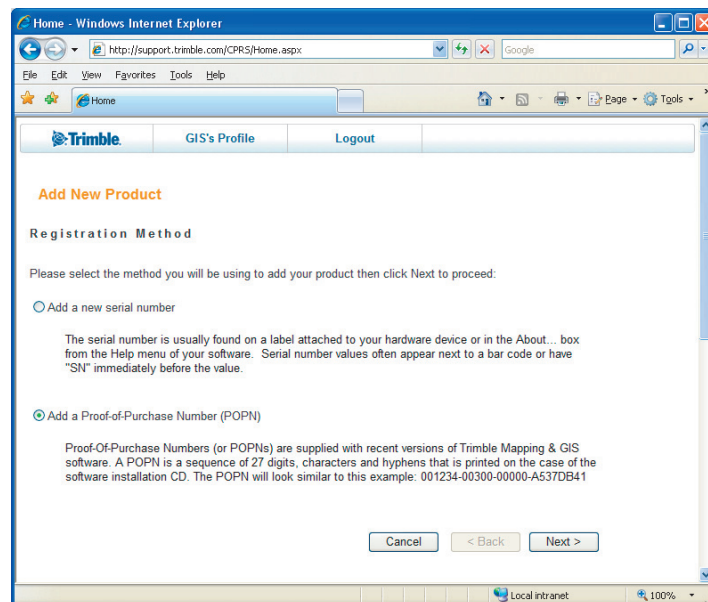 Home - Windows Internet Explorer
http://support.trimble.com/CPRS/Home.aspx
Google
File Edit View Favorites Tools Help
Home
Page
Tools
Trimble.
GIS's Profile
Logout
Add New Product
Registration Method
Please select the method you will be using to add your product then click Next to proceed:
Add a new serial number
The serial number is usually found on a label attached to your hardware device or in the About... box
from the Help menu of your software. Serial number values often appear next to a bar code or have
"SN" immediately before the value.
Add a Proof-of-Purchase Number (POPN)
Proof-Of-Purchase Numbers (or POPNs) are supplied with recent versions of Trimble Mapping & GIS
software. A POPN is a sequence of 27 digits, characters and hyphens that is printed on the case of the
software installation CD. The POPN will look similar to this example: 001234-00300-00000-A537DB41
Cancel
< Back
Next >
Local intranet
100%